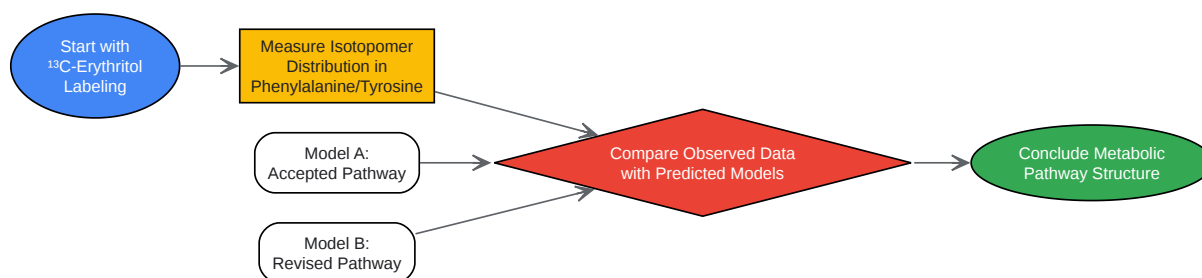 Start with
¹³C-Erythritol
Labeling
Measure Isotopomer
Distribution in
Phenylalanine/Tyrosine
Model A:
Accepted Pathway
Model B:
Revised Pathway
Compare Observed Data
with Predicted Models
Conclude Metabolic
Pathway Structure